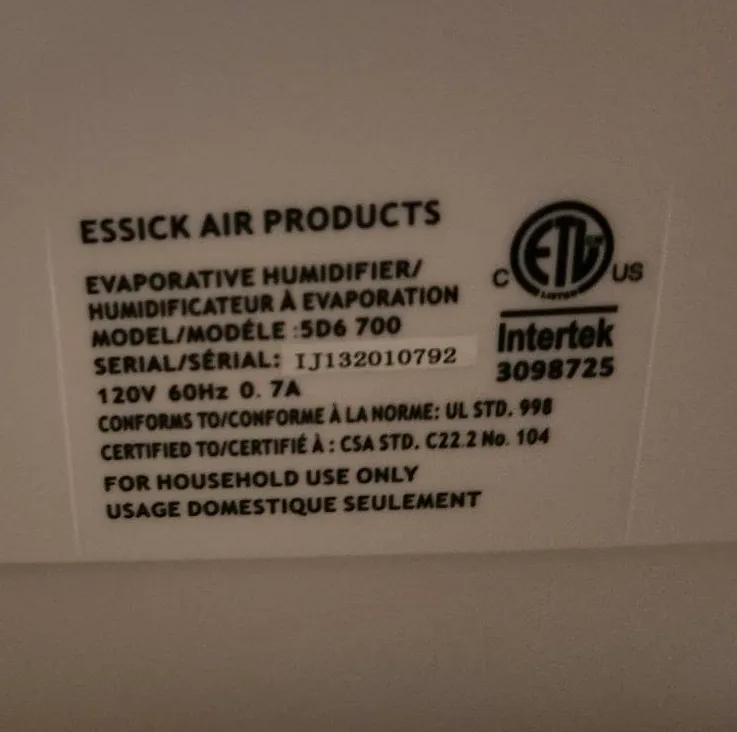 ESSICK AIR PRODUCTS
EVAPORATIVE HUMIDIFIER/
HUMIDIFICATEUR À EVAPORATION
MODEL/MODÉLE :5D6 700
SERIAL/SÉRIAL: IJ132010792
120V 60Hz 0. 7A
CONFORMS TO/CONFORME À LA NORME: UL STD. 998
CERTIFIED TO/CERTIFIÉ À : CSA STD. C22.2 No. 104
FOR HOUSEHOLD USE ONLY
USAGE DOMESTIQUE SEULEMENT
C ETL US
LISTED
Intertek
3098725